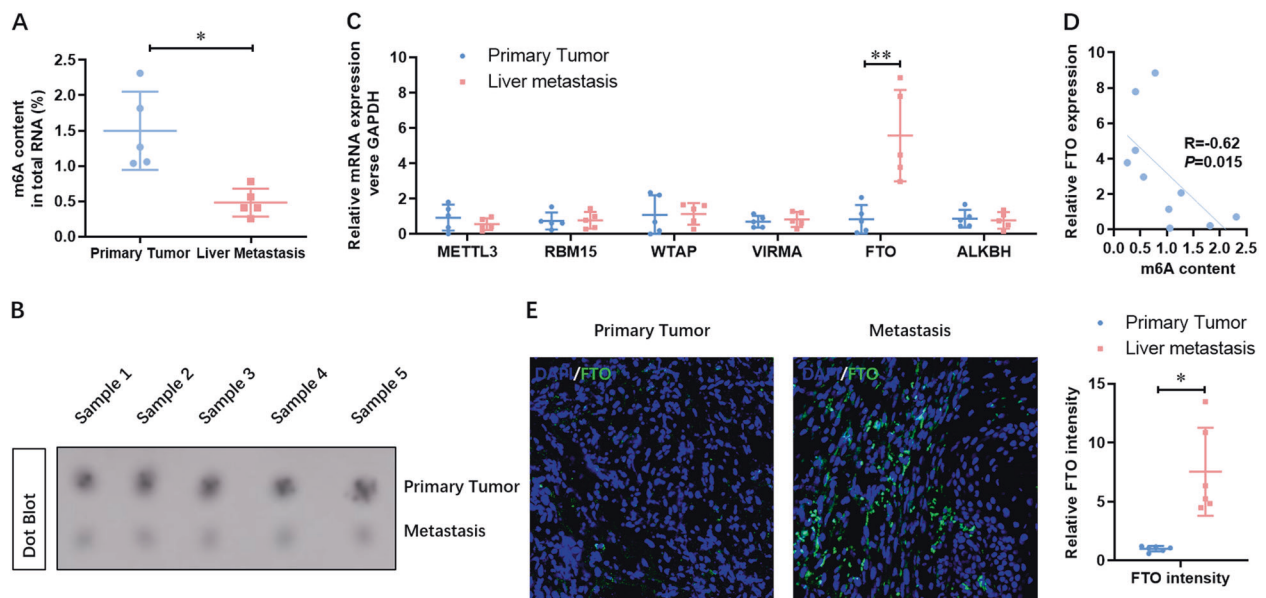 A
*
m6A content
in total RNA (%)
2.5
2.0
1.5
1.0
0.5
0.0
Primary Tumor Liver Metastasis
B
Sample 1
Sample 2
Sample 3
Sample 4
Sample 5
Dot Blot
Primary Tumor
Metastasis
C
Relative mRNA expression
verse GAPDH
10
8
6
4
2
0
Primary Tumor
Liver metastasis
**
METTL3 RBM15 WTAP VIRMA FTO ALKBH
D
Relative FTO expression
10
8
6
4
2
0
R=-0.62
P=0.015
0.0 0.5 1.0 1.5 2.0 2.5
m6A content
E
Primary Tumor
DAPI/FTO
Metastasis
DAPI/FTO
Primary Tumor
Liver metastasis
Relative FTO intensity
15
10
5
0
*
FTO intensity